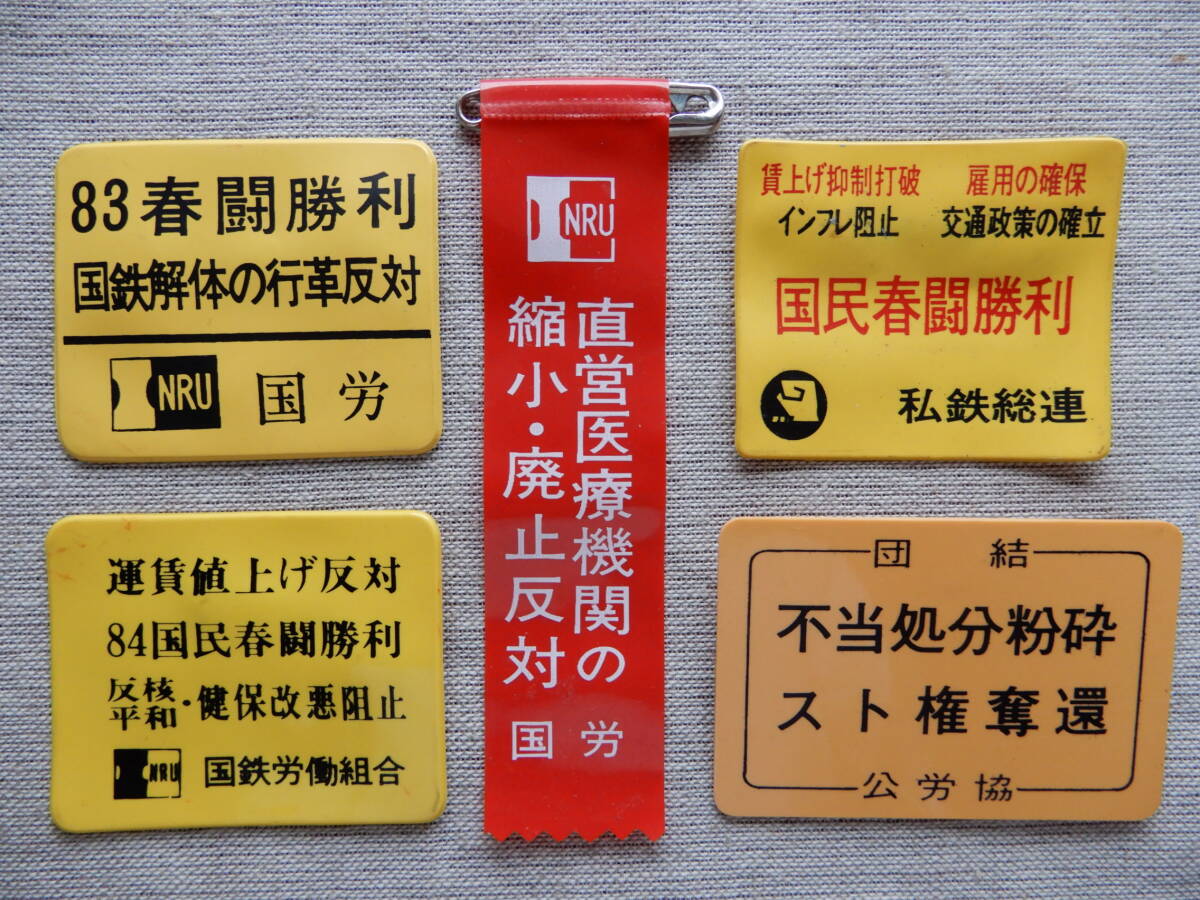 83春闘勝利
国鉄解体の行革反対
NRU 国労
NRU
直営医療機関の
縮小・廃止反対
国労
賃上げ抑制打破 雇用の確保
インフレ阻止 交通政策の確立
国民春闘勝利
私鉄総連
運賃値上げ反対
84国民春闘勝利
反核平和・健保改悪阻止
NRU 国鉄労働組合
団結
不当処分粉砕
スト権奪還
公労協